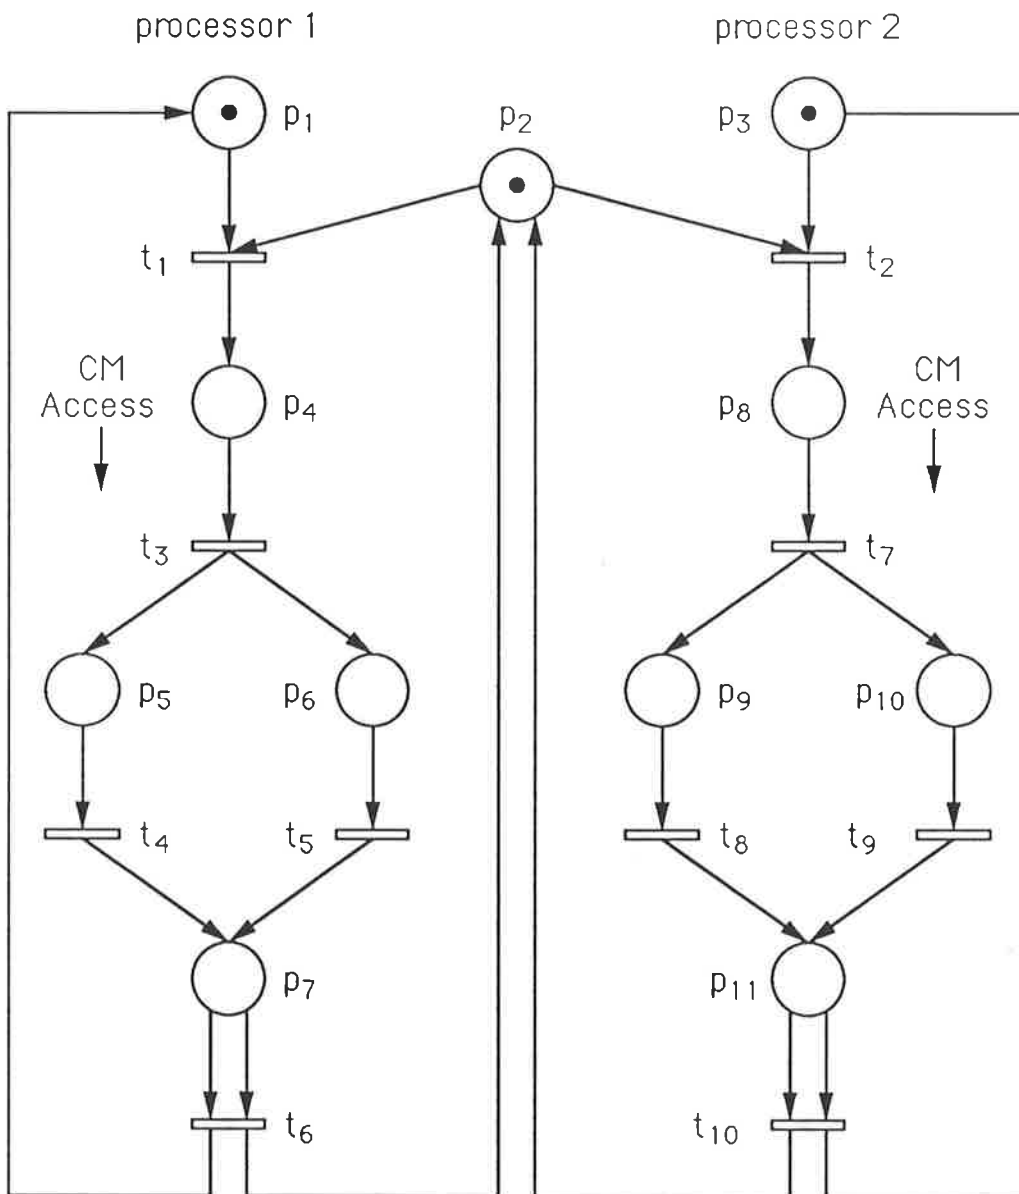 processor 1 processor 2
p1 p2 p3
t1 t2
CM Access p4 p8 CM Access
t3 t7
p5 p6 p9 p10
t4 t5 t8 t9
p7 p11
t6 t10